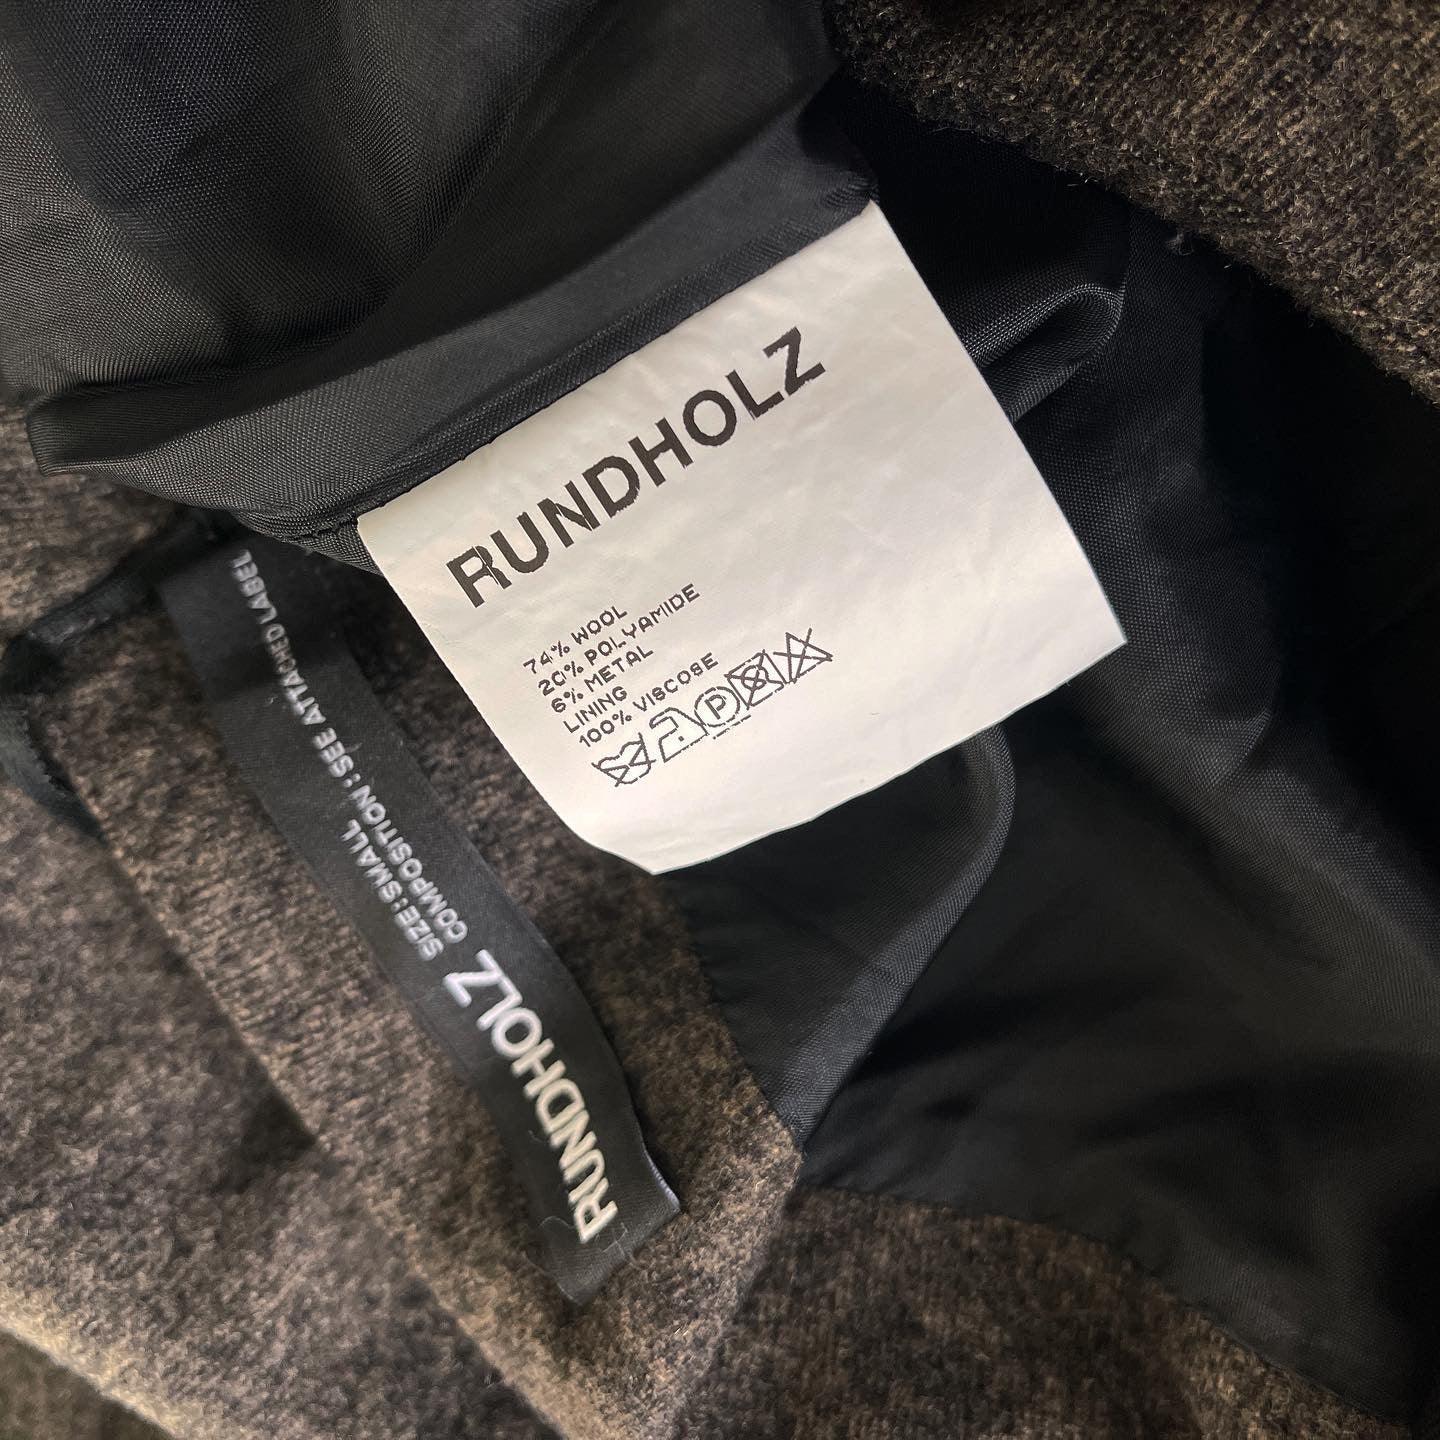 RUNDHOLZ
74% WOOL
20% POLYAMIDE
6% METAL
LINING
100% VISCOSE
P
RUNDHOLZ
SIZE: SMALL
COMPOSITION: SEE ATTACHED LABEL